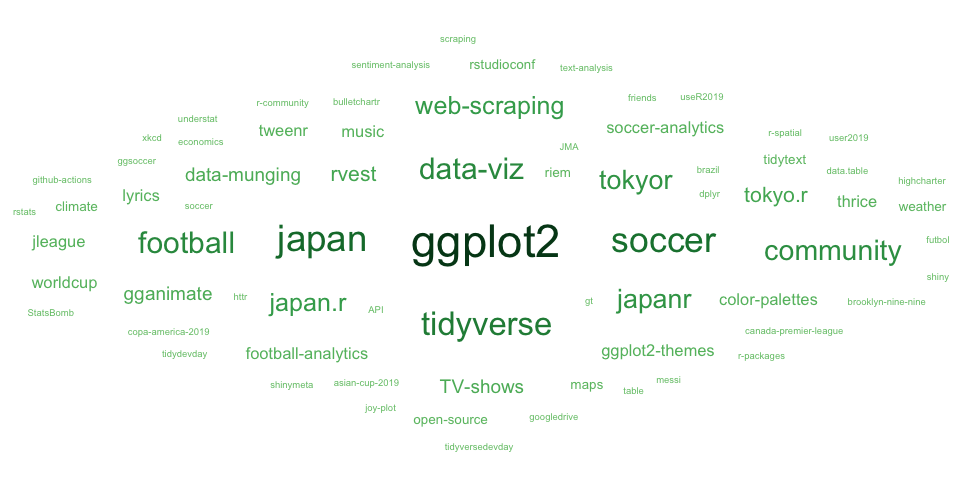 scraping
sentiment-analysis rstudioconf text-analysis
r-community bulletchartr web-scraping friends useR2019
understat tweenr music soccer-analytics r-spatial user2019
xkcd economics JMA
ggsoccer data-munging rvest data-viz riem tokyor brazil tidytext data.table
github-actions lyrics dplyr tokyo.r highcharter
rstats climate soccer thrice weather
jleague football japan ggplot2 soccer community futbol
worldcup gganimate httr japan.r API gt japanr color-palettes brooklyn-nine-nine shiny
StatsBomb copa-america-2019 tidyverse canada-premier-league
tidydevday football-analytics ggplot2-themes r-packages
shinymeta asian-cup-2019 TV-shows maps table messi
joy-plot open-source googledrive
tidyversedevday